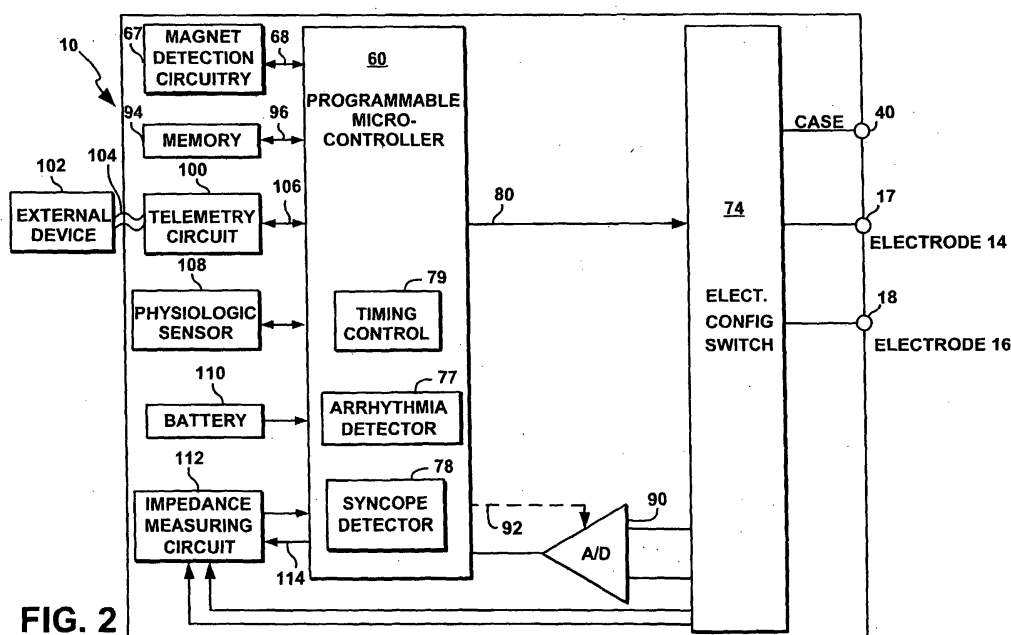 10
67
MAGNET
DETECTION
CIRCUITRY
68
60
PROGRAMMABLE
MICRO-
CONTROLLER
94
MEMORY
96
102
104
100
EXTERNAL
DEVICE
TELEMETRY
CIRCUIT
106
80
74
ELECT.
CONFIG
SWITCH
CASE
40
17
ELECTRODE 14
18
ELECTRODE 16
108
PHYSIOLOGIC
SENSOR
79
TIMING
CONTROL
110
BATTERY
77
ARRHYTHMIA
DETECTOR
112
IMPEDANCE
MEASURING
CIRCUIT
114
78
SYNCOPE
DETECTOR
92
90
A/D
FIG. 2